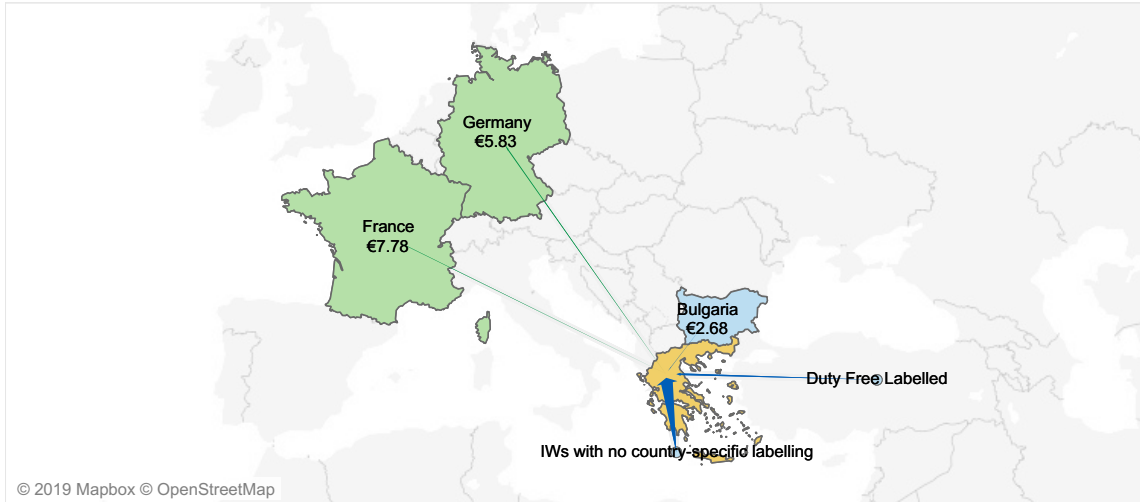 Germany
€5.83
France
€7.78
Bulgaria
€2.68
Duty Free Labelled
IWs with no country-specific labelling
© 2019 Mapbox © OpenStreetMap